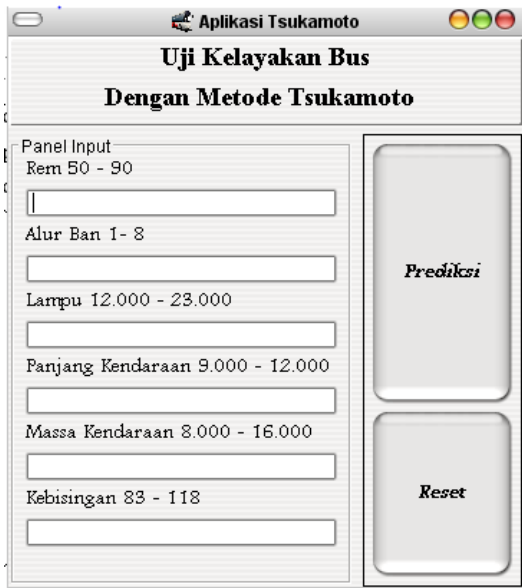 Aplikasi Tsukamoto
Uji Kelayakan Bus
Dengan Metode Tsukamoto
Panel Input
Rem 50 - 90
Alur Ban 1- 8
Lampu 12.000 - 23.000
Panjang Kendaraan 9.000 - 12.000
Massa Kendaraan 8.000 - 16.000
Kebisingan 83 - 118
Prediksi
Reset